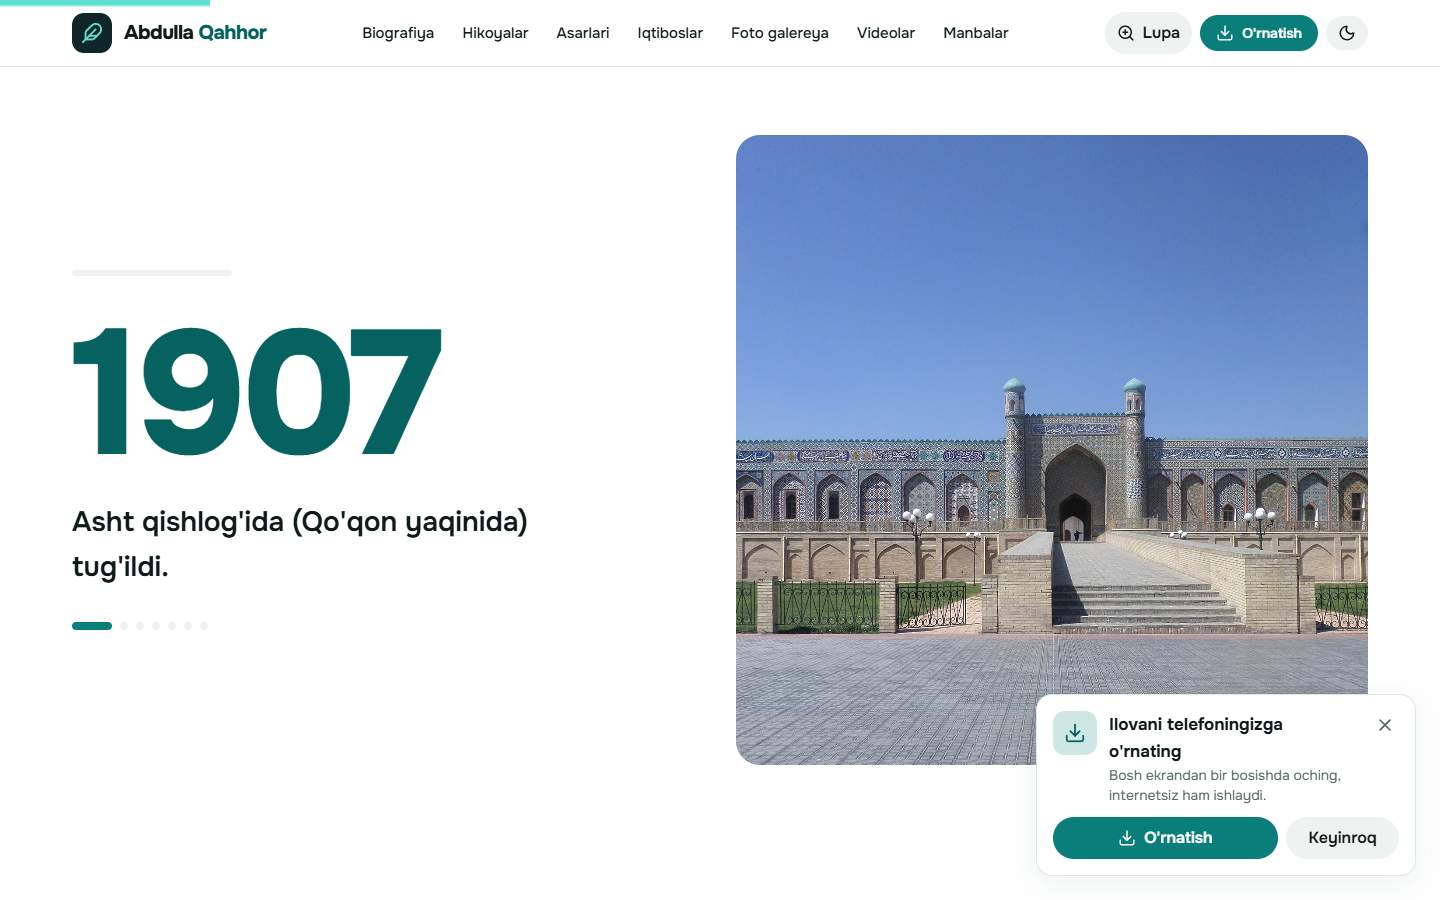 Abdulla Qahhor
Biografiya
Hikoyalar
Asarlari
Iqtiboslar
Foto galereya
Videolar
Manbalar
Lupa
O'rnatish
1907
Asht qishlog'ida (Qo'qon yaqinida)
tug'ildi.
Ilovani telefoningizga
o'rnating
Bosh ekrandan bir bosishda oching,
internetsiz ham ishlaydi.
O'rnatish
Keyinroq